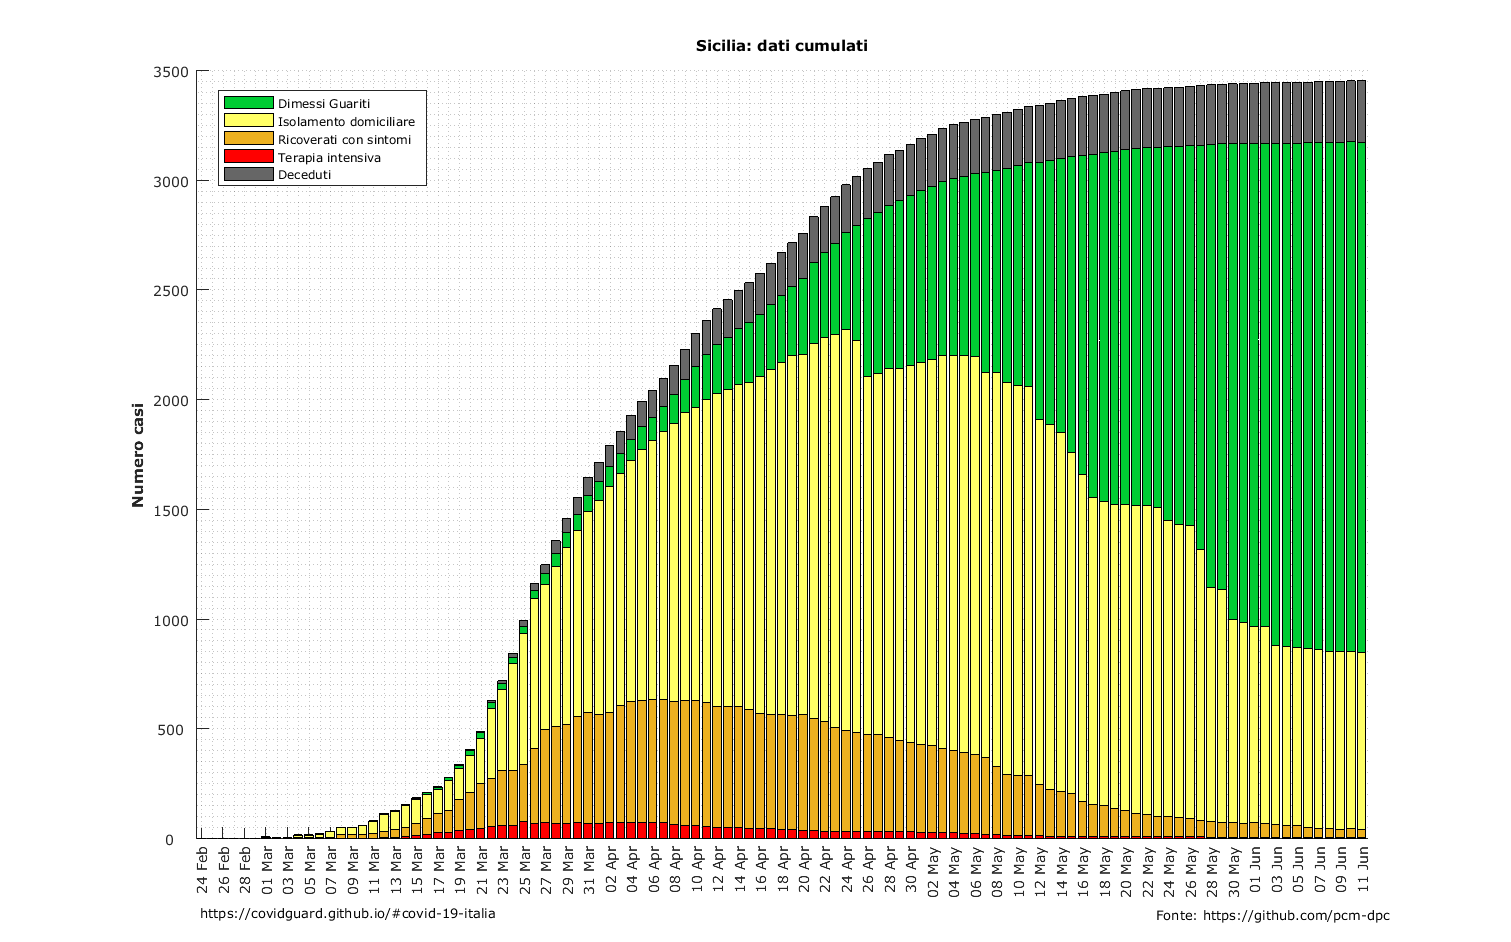 Sicilia: dati cumulati
3500
3000
2500
2000
1500
1000
500
0
Numero casi
Dimessi Guariti
Isolamento domiciliare
Ricoverati con sintomi
Terapia intensiva
Deceduti
24 Feb
26 Feb
28 Feb
01 Mar
03 Mar
05 Mar
07 Mar
09 Mar
11 Mar
13 Mar
15 Mar
17 Mar
19 Mar
21 Mar
23 Mar
25 Mar
27 Mar
29 Mar
31 Mar
02 Apr
04 Apr
06 Apr
08 Apr
10 Apr
12 Apr
14 Apr
16 Apr
18 Apr
20 Apr
22 Apr
24 Apr
26 Apr
28 Apr
30 Apr
02 May
04 May
06 May
08 May
10 May
12 May
14 May
16 May
18 May
20 May
22 May
24 May
26 May
28 May
30 May
01 Jun
03 Jun
05 Jun
07 Jun
09 Jun
11 Jun
https://covidguard.github.io/#covid-19-italia
Fonte: https://github.com/pcm-dpc